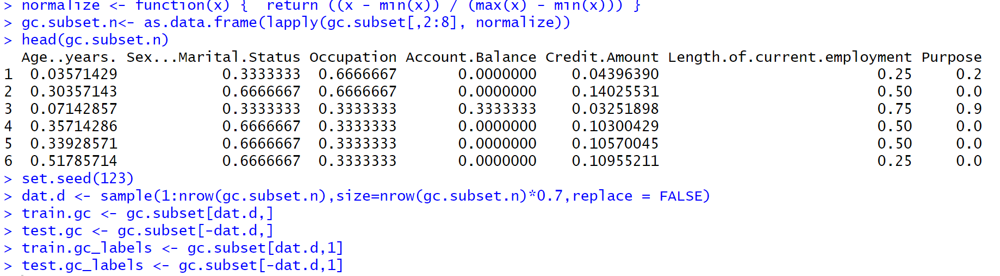 > normalize <- function(x) {  return ((x - min(x)) / (max(x) - min(x))) }
> gc.subset.n<- as.data.frame(lapply(gc.subset[,2:8], normalize))
> head(gc.subset.n)
  Age..years. Sex...Marital.Status Occupation Account.Balance Credit.Amount Length.of.current.employment Purpose
1  0.03571429            0.3333333  0.6666667       0.0000000    0.04396390                         0.25     0.2
2  0.30357143            0.6666667  0.6666667       0.0000000    0.14025531                         0.50     0.0
3  0.07142857            0.3333333  0.3333333       0.3333333    0.03251898                         0.75     0.9
4  0.35714286            0.6666667  0.3333333       0.0000000    0.10300429                         0.50     0.0
5  0.33928571            0.6666667  0.3333333       0.0000000    0.10570045                         0.50     0.0
6  0.51785714            0.6666667  0.3333333       0.0000000    0.10955211                         0.25     0.0
> set.seed(123)
> dat.d <- sample(1:nrow(gc.subset.n),size=nrow(gc.subset.n)*0.7,replace = FALSE)
> train.gc <- gc.subset[dat.d,]
> test.gc <- gc.subset[-dat.d,]
> train.gc_labels <- gc.subset[dat.d,1]
> test.gc_labels <- gc.subset[-dat.d,1]